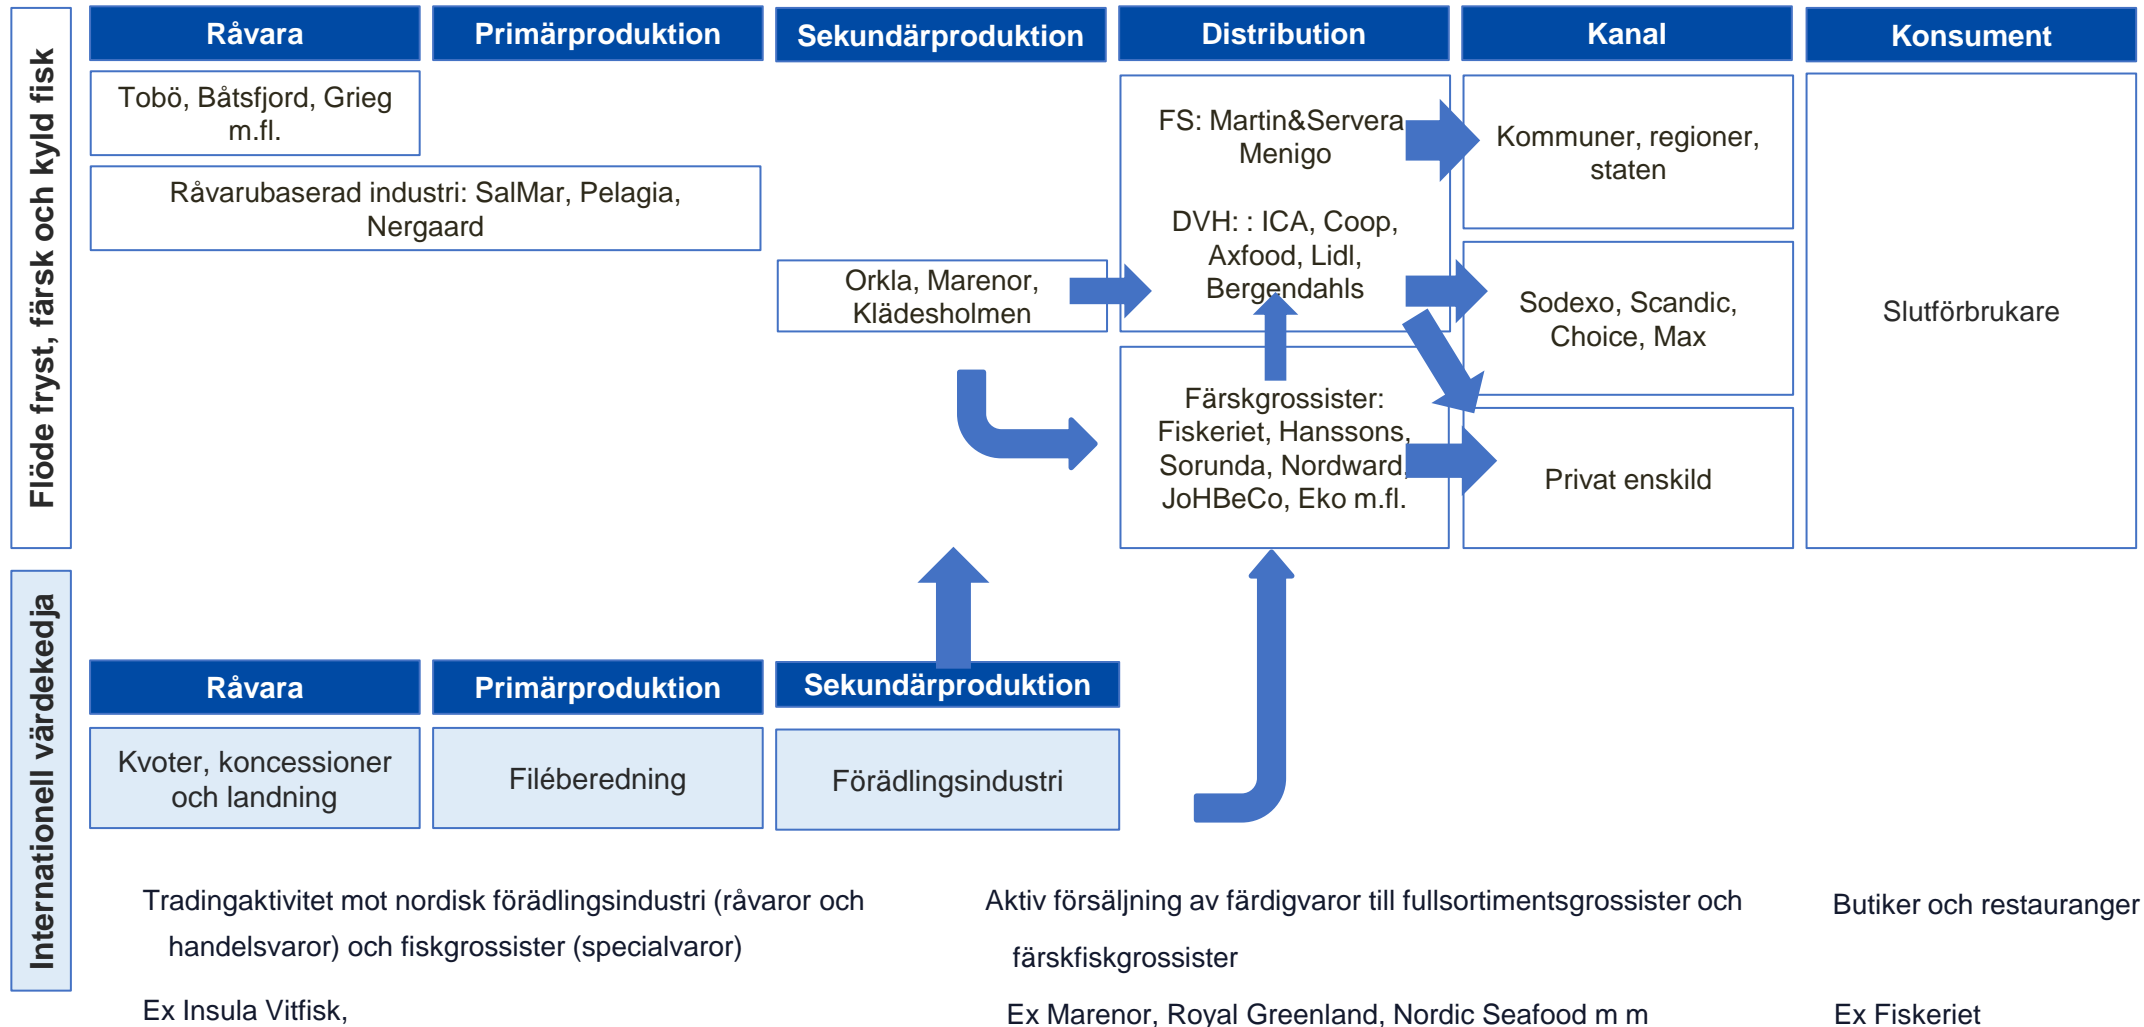 Flöde fryst, färsk och kyld fisk
Råvara
Primärproduktion
Sekundärproduktion
Distribution
Kanal
Konsument
Tobö, Båtsfjord, Grieg
m.fl.
Råvarubaserad industri: SalMar, Pelagia,
Nergaard
Orkla, Marenor,
Klädesholmen
FS: Martin&Servera
Menigo
DVH: : ICA, Coop,
Axfood, Lidl,
Bergendahls
Färskgrossister:
Fiskeriet, Hanssons,
Sorunda, Nordward,
JoHBeCo, Eko m.fl.
Kommuner, regioner,
staten
Sodexo, Scandic,
Choice, Max
Privat enskild
Slutförbrukare
Internationell värdekedja
Råvara
Primärproduktion
Sekundärproduktion
Kvoter, koncessioner
och landning
Filéberedning
Förädlingsindustri
Tradingaktivitet mot nordisk förädlingsindustri (råvaror och
handelsvaror) och fiskgrossister (specialvaror)
Ex Insula Vitfisk,
Aktiv försäljning av färdigvaror till fullsortimentsgrossister och
färskfiskgrossister
Ex Marenor, Royal Greenland, Nordic Seafood m m
Butiker och restauranger
Ex Fiskeriet